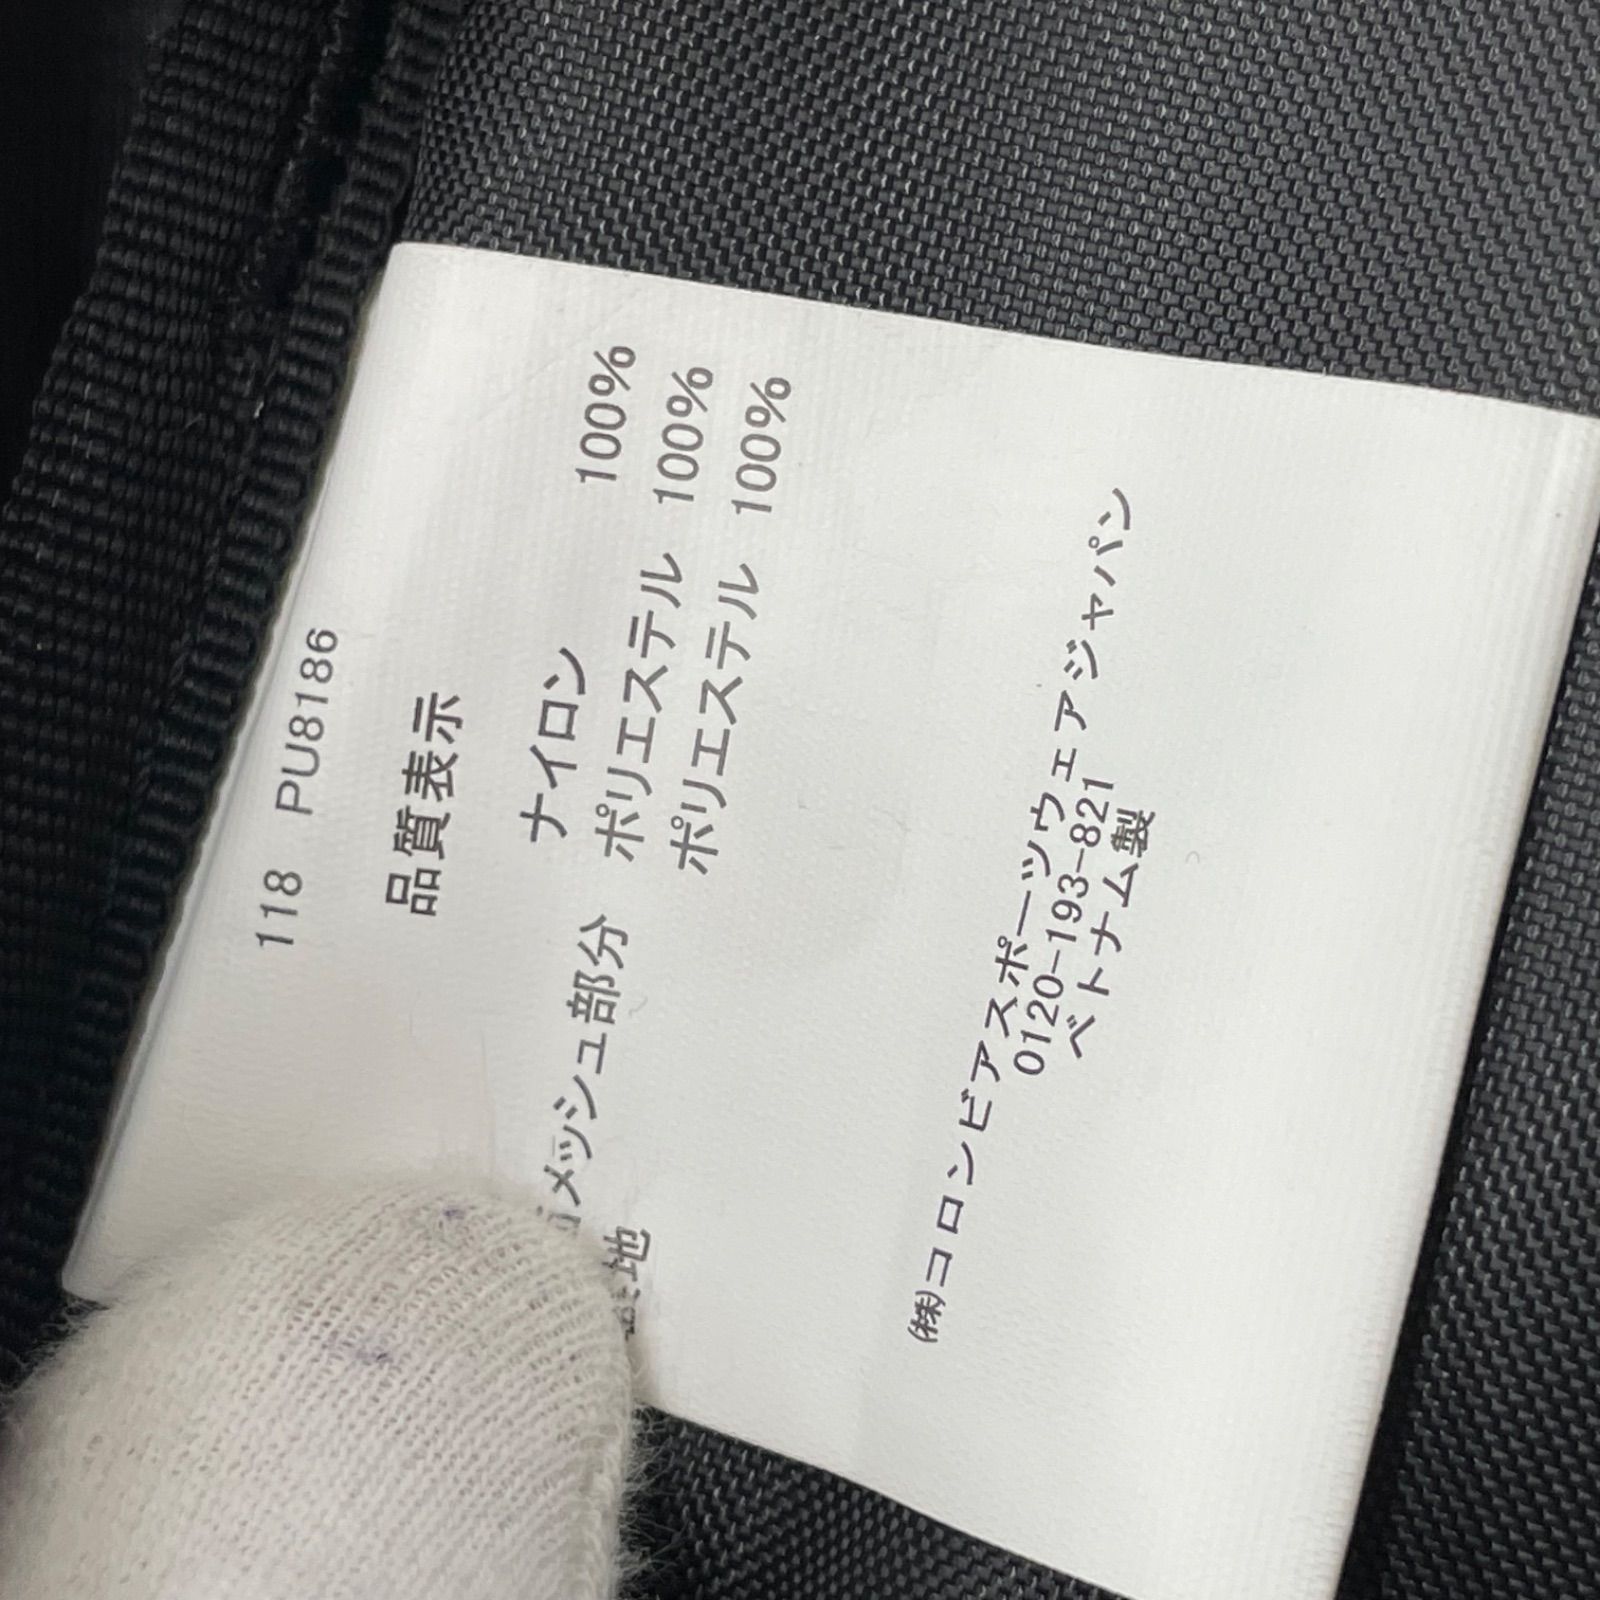 118 PU8186
品質表示
ナイロン 100%
メッシュ部分 ポリエステル 100%
地 ポリエステル 100%
㈱コロンビアスポーツウェアジャパン
0120-193-821
ベトナム製